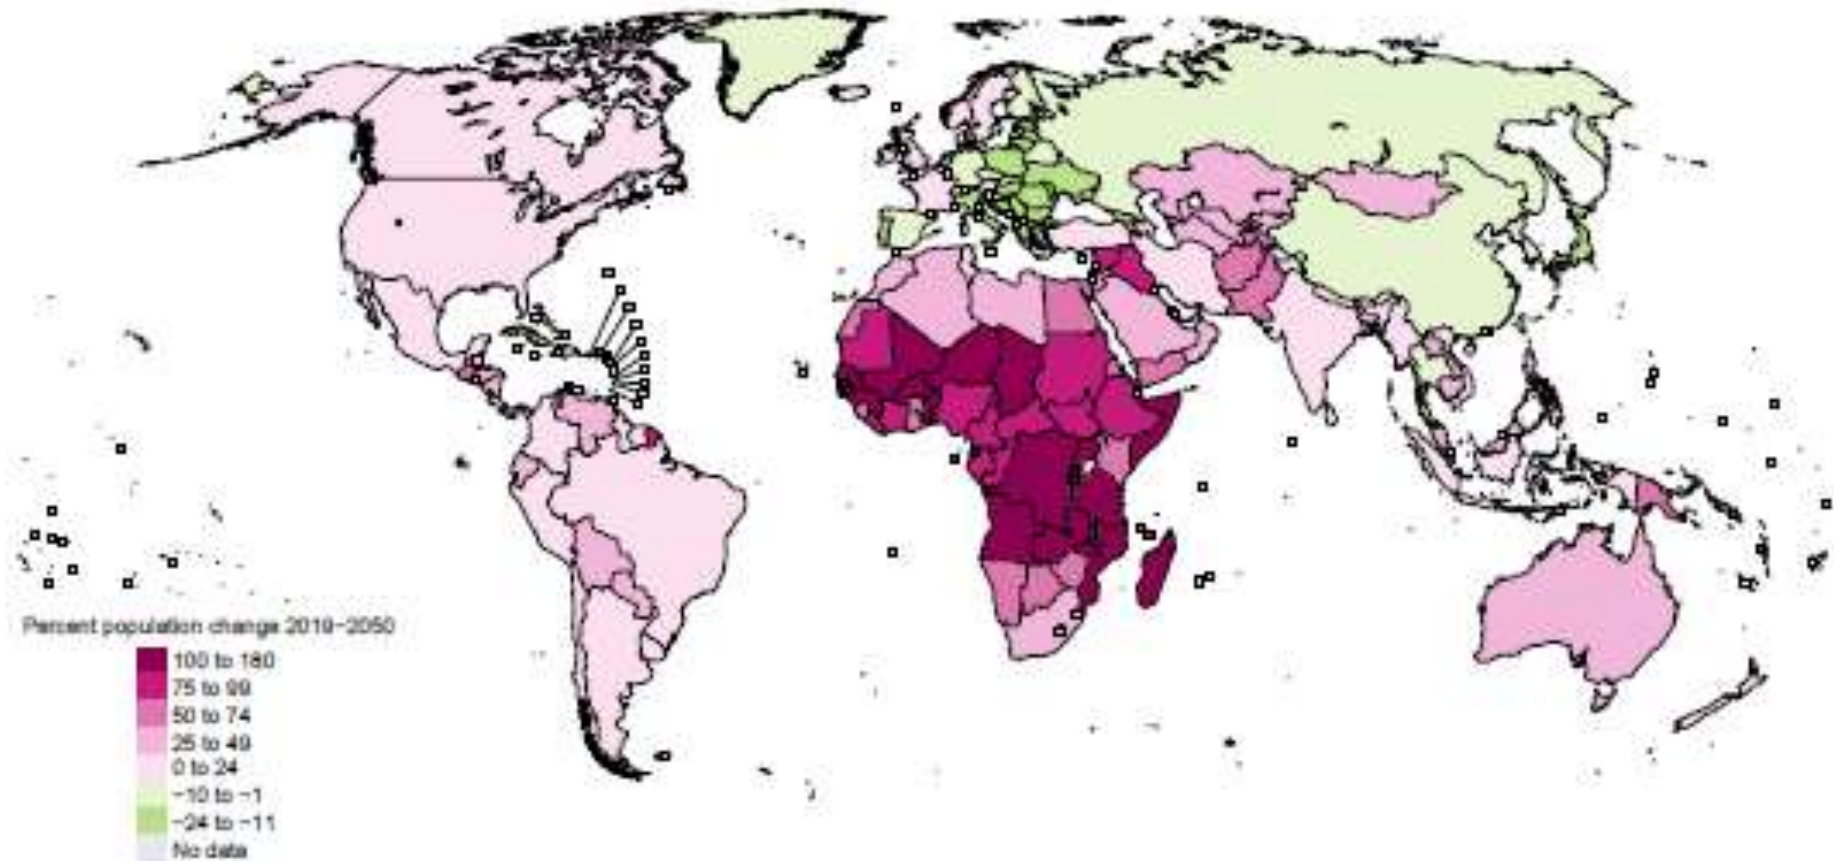 Percent population change 2019-2050
100 to 180
75 to 99
50 to 74
25 to 49
0 to 24
-10 to -1
-24 to -11
No data